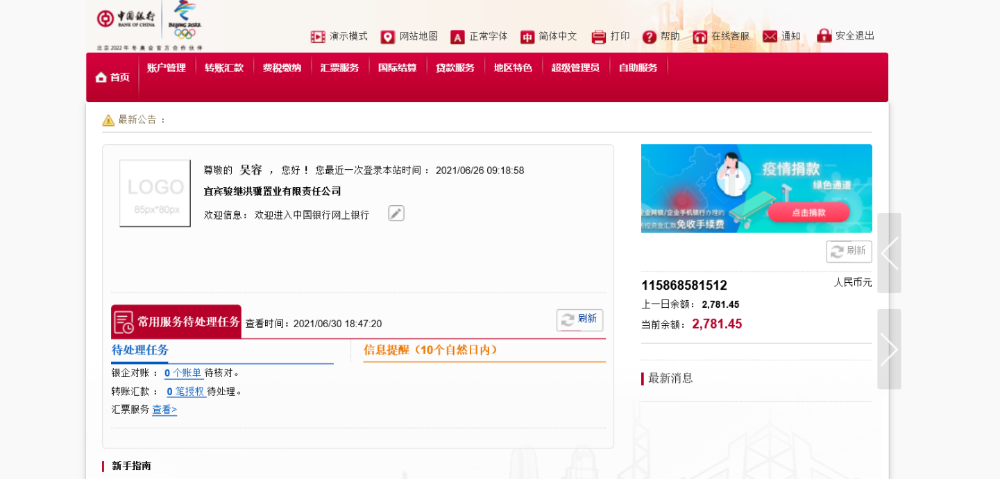 中国银行
BANK OF CHINA
BEIJING 2022
北京2022年冬奥会官方合作伙伴
演示模式 网站地图 A 正常字体 中 简体中文 打印 ? 帮助 在线客服 通知 安全退出
首页 账户管理 转账汇款 费税缴纳 汇票服务 国际结算 贷款服务 地区特色 超级管理员 自助服务
最新公告 ：
LOGO
85px*80px
尊敬的 吴容 ，您好！ 您最近一次登录本站时间： 2021/06/26 09:18:58
宜宾骏继洪骥置业有限责任公司
欢迎信息： 欢迎进入中国银行网上银行
常用服务待处理任务 查看时间：2021/06/30 18:47:20 刷新
待处理任务 信息提醒（10个自然日内）
银企对账 ： 0 个账单 待核对。
转账汇款 ： 0 笔授权 待处理。
汇票服务 查看>
新手指南
疫情捐款
绿色通道
企业网银/企业手机银行办理的
防控资金汇款免收手续费
点击捐款
刷新
115868581512 人民币元
上一日余额： 2,781.45
当前余额： 2,781.45
最新消息